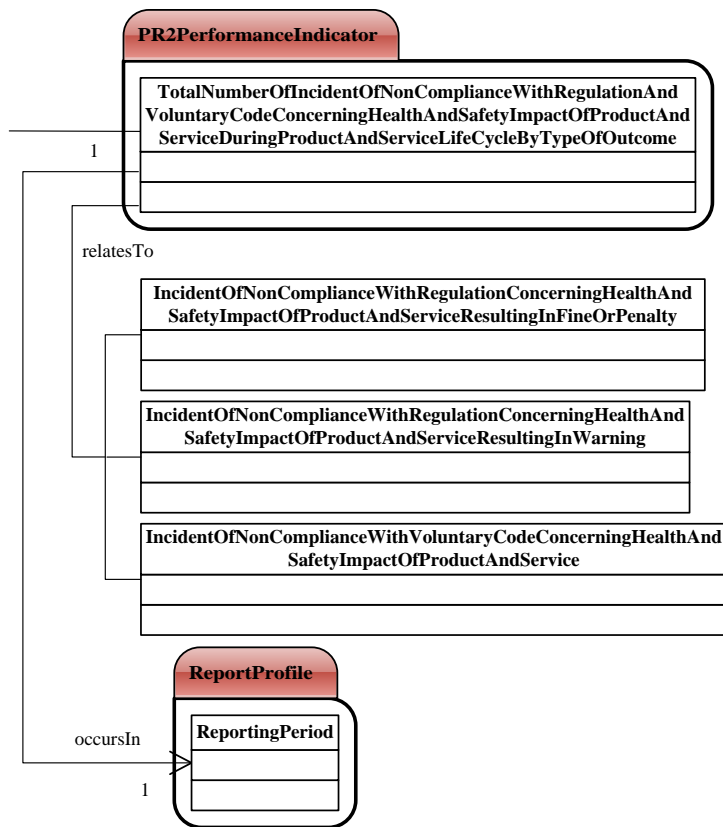 PR2PerformanceIndicator
TotalNumberOfIncidentOfNonComplianceWithRegulationAnd
VoluntaryCodeConcerningHealthAndSafetyImpactOfProductAnd
ServiceDuringProductAndServiceLifeCycleByTypeOfOutcome
1
relatesTo
IncidentOfNonComplianceWithRegulationConcerningHealthAnd
SafetyImpactOfProductAndServiceResultingInFineOrPenalty
IncidentOfNonComplianceWithRegulationConcerningHealthAnd
SafetyImpactOfProductAndServiceResultingInWarning
IncidentOfNonComplianceWithVoluntaryCodeConcerningHealthAnd
SafetyImpactOfProductAndService
ReportProfile
ReportingPeriod
occursIn
1